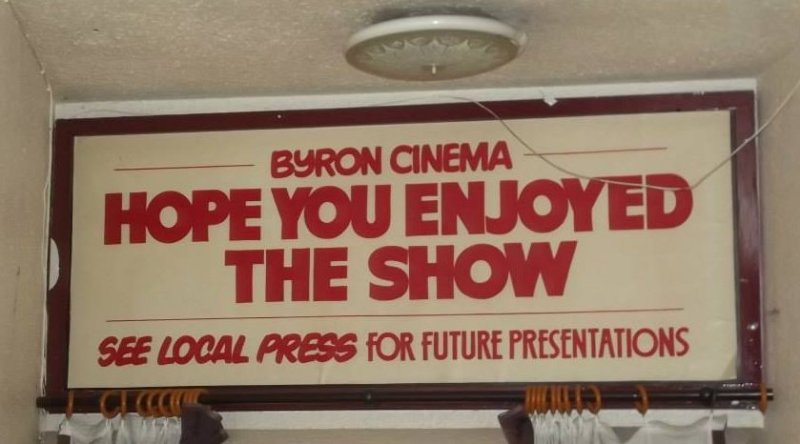 BYRON CINEMA
HOPE YOU ENJOYED
THE SHOW
SEE LOCAL PRESS FOR FUTURE PRESENTATIONS